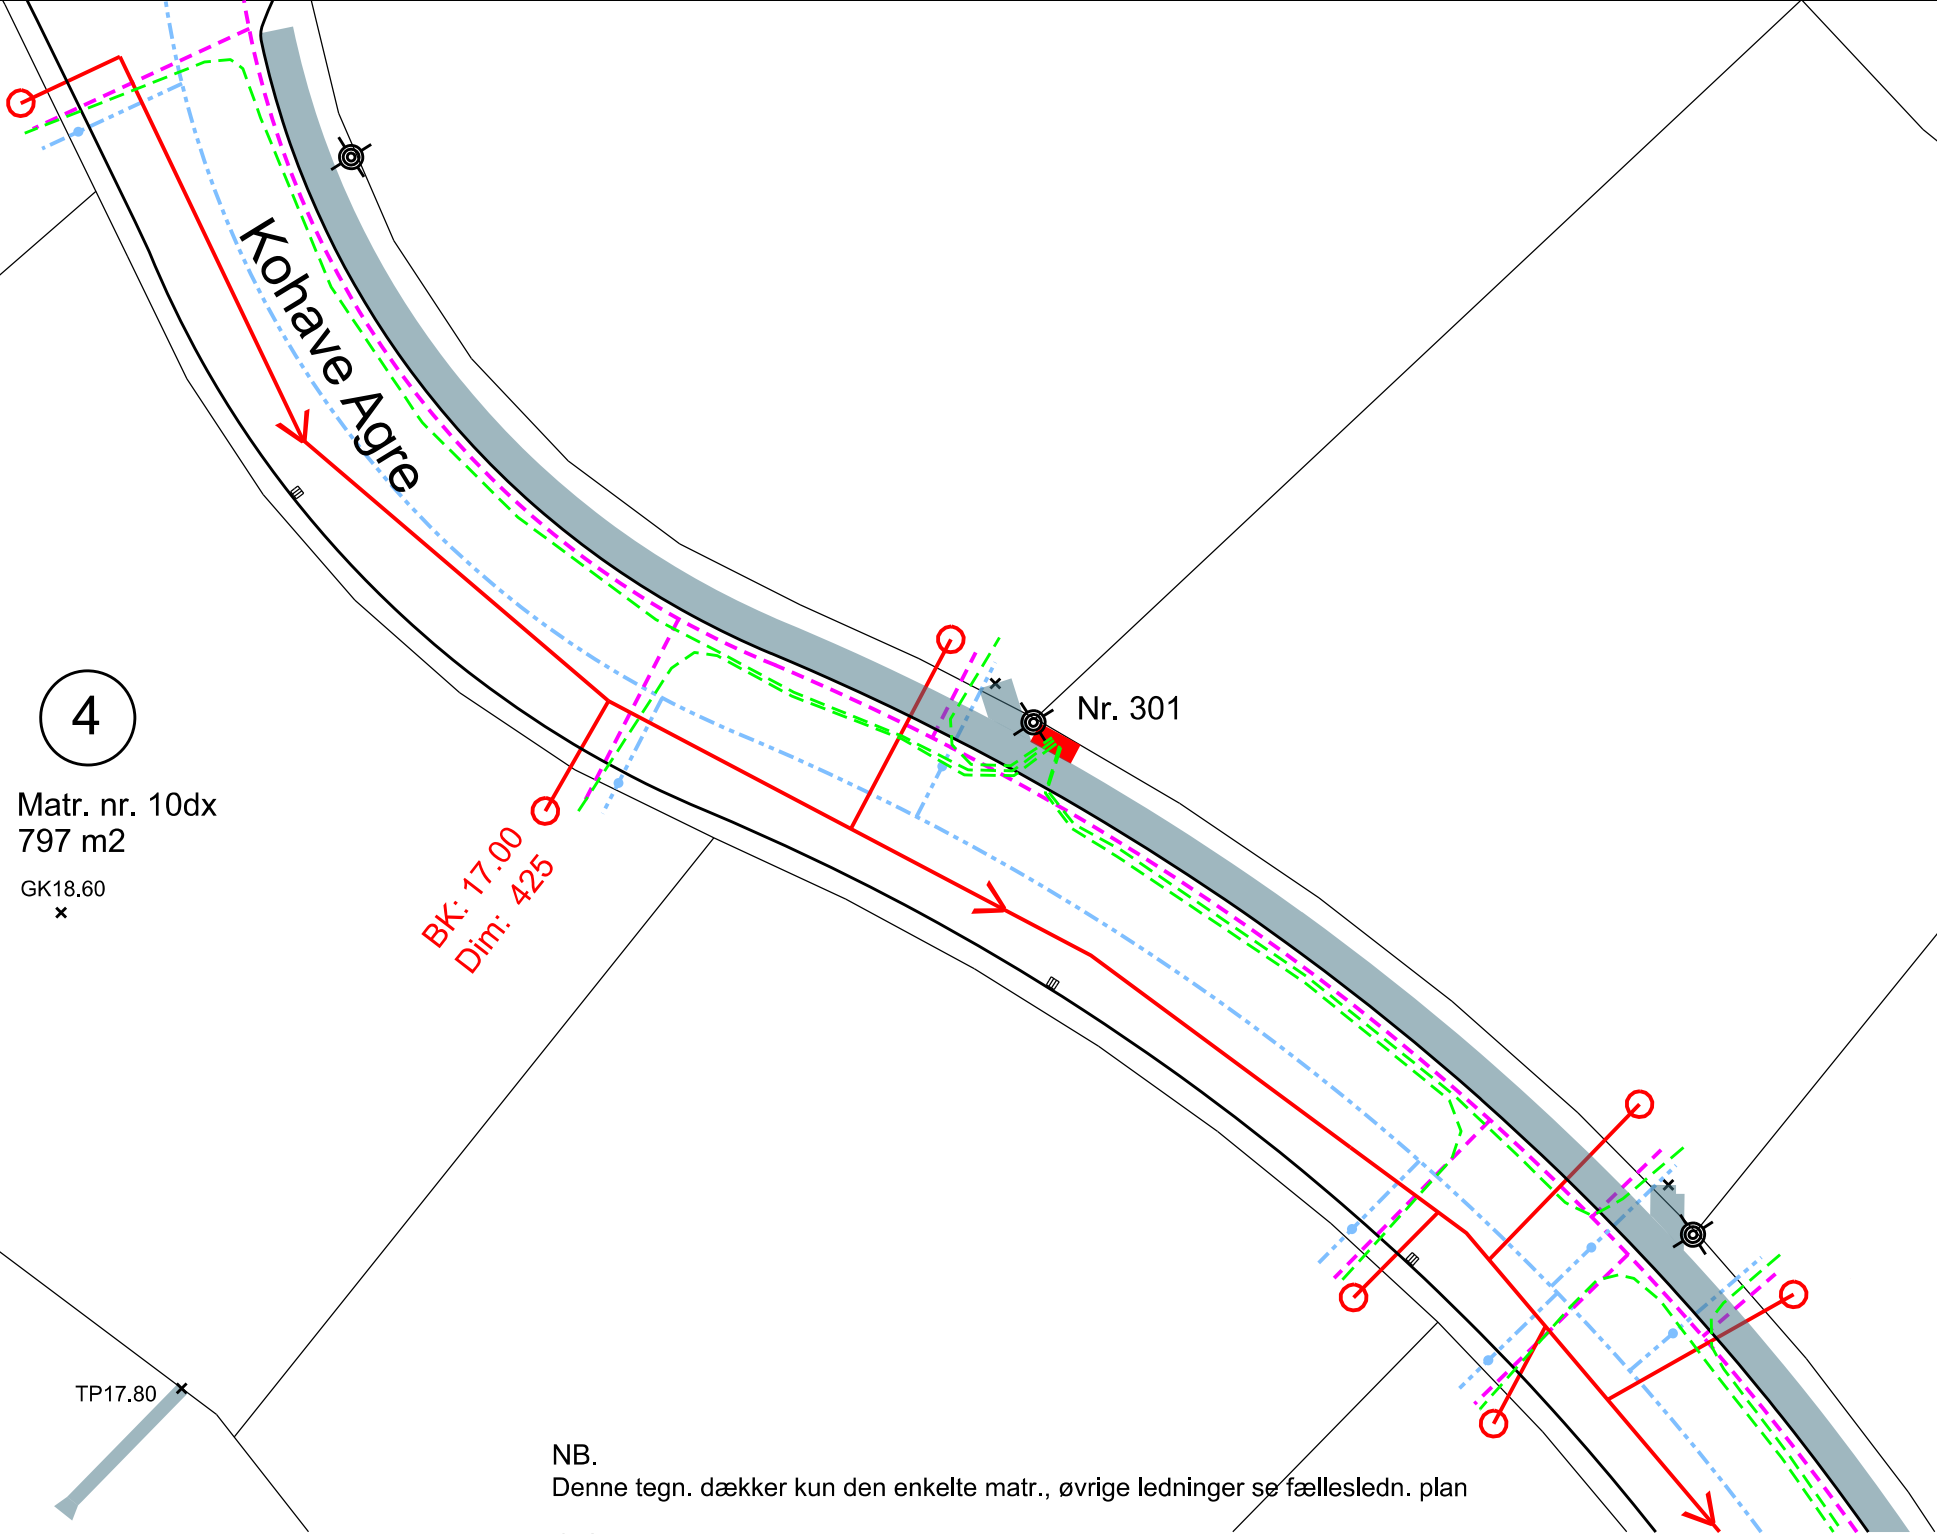 Kohave Agre
Nr. 301
4
Matr. nr. 10dx
797 m2
GK18.60
BK: 17.00
Dim: 425
TP17.80
NB.
Denne tegn. dækker kun den enkelte matr., øvrige ledninger se fællesledn. plan